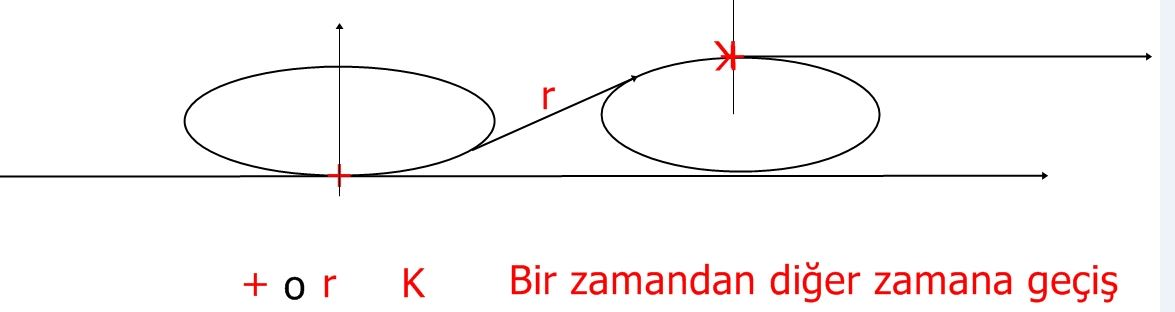 K
r
+
+ o r K Bir zamandan diğer zamana geçiş